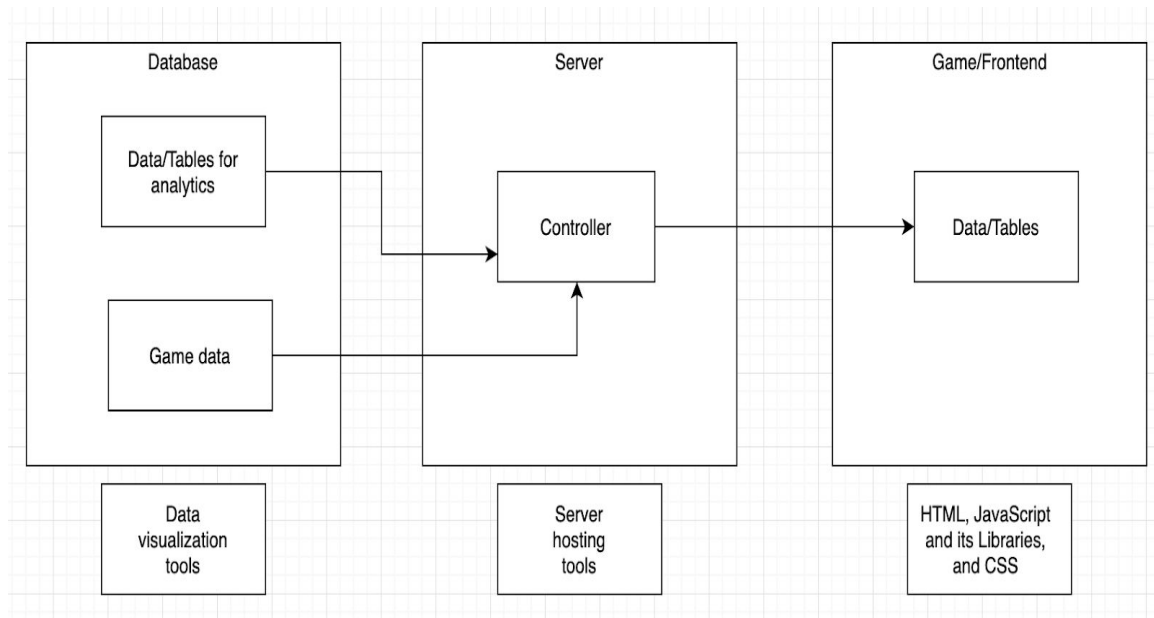 Database
Data/Tables for
analytics
Game data
Data
visualization
tools
Server
Controller
Server
hosting
tools
Game/Frontend
Data/Tables
HTML, JavaScript
and its Libraries,
and CSS